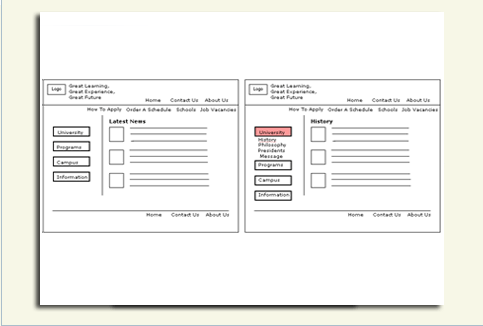 Logo
Great Learning,
Great Experience,
Great Future
Home Contact Us About Us
How To Apply Order A Schedule Schools Job Vacancies
Latest News
University
Programs
Campus
Information
Home Contact Us About Us
Logo
Great Learning,
Great Experience,
Great Future
Home Contact Us About Us
How To Apply Order A Schedule Schools Job Vacancies
University
History
History
Philosophy
Presidents
Message
Programs
Campus
Information
Home Contact Us About Us